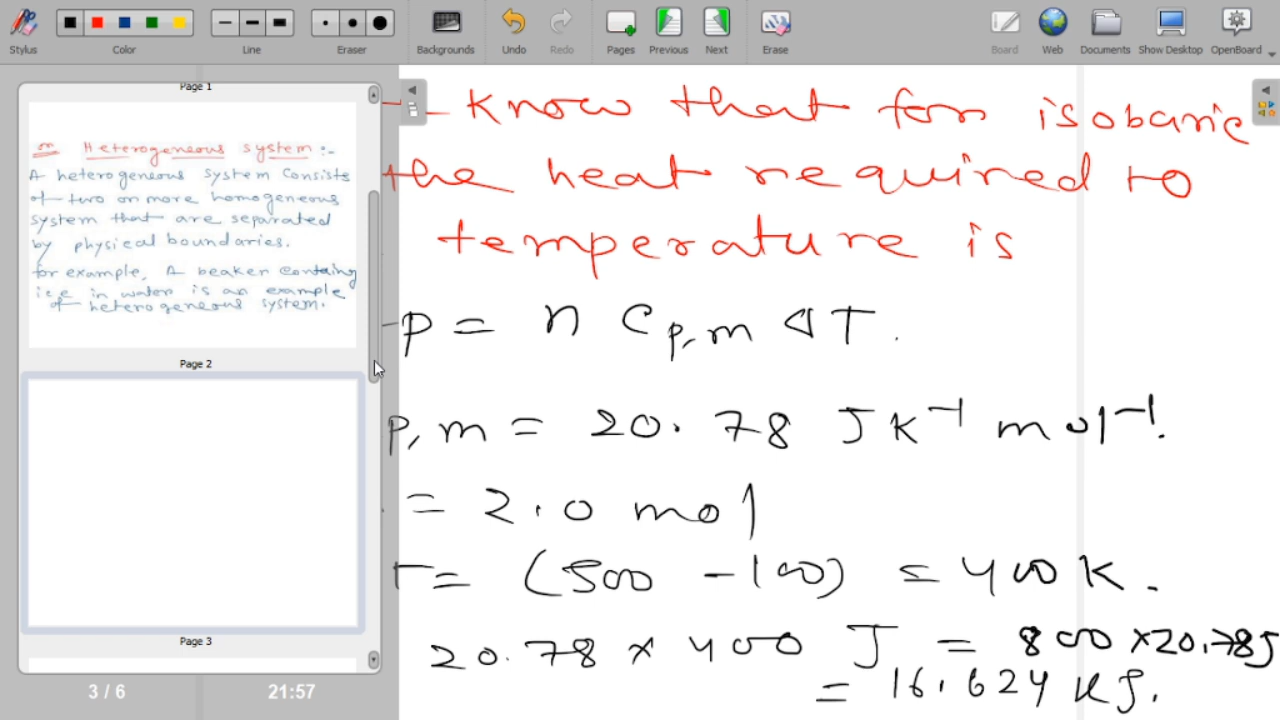 Stylus
Color
Line
Eraser
Backgrounds
Undo
Redo
Pages
Previous
Next
Erase
Board
Web
Documents
Show Desktop
OpenBoard
Page 1
Heterogeneous system :-
A heterogeneous system consists
of two or more homogeneous
system that are separated
by physical boundaries.
for example, A beaker containg
ice in water is an example
of heterogeneous system.
Page 2
Page 3
3 / 6
21:57
know that for isobaric
the heat required to
temperature is
p = n Cp,m ΔT.
p,m = 20.78 JK⁻¹ mol⁻¹.
= 2.0 mol
T = (500 - 100) = 400 K.
20.78 × 400 J = 800 × 20.78 J
= 16.624 KJ.